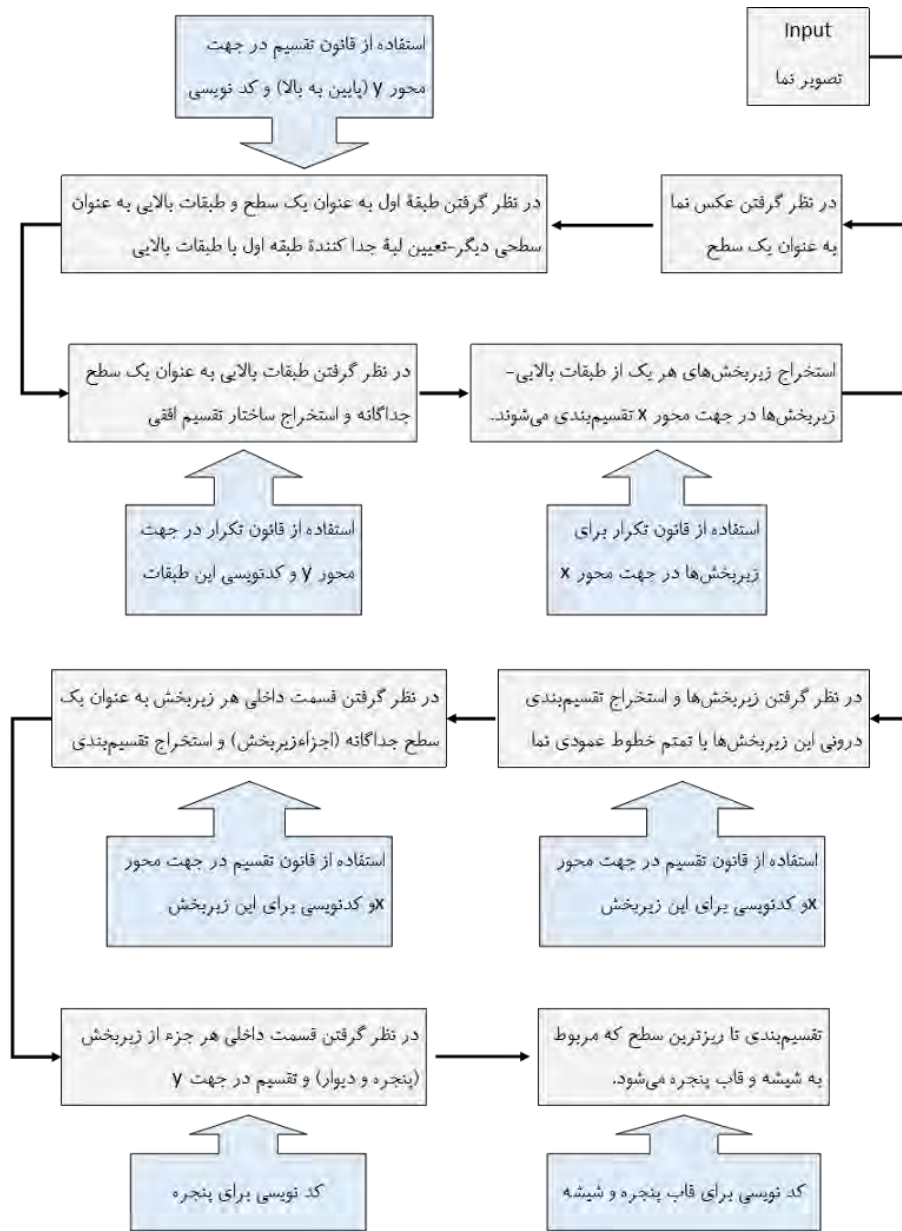 Input
تصویر نما
استفاده از قانون تقسیم در جهت
محور y (پایین به بالا) و کد نویسی
در نظر گرفتن عکس نما
به عنوان یک سطح
در نظر گرفتن طبقهٔ اول به عنوان یک سطح و طبقات بالایی به عنوان
سطحی دیگر-تعیین لبهٔ جدا کنندهٔ طبقه اول با طبقات بالایی
در نظر گرفتن طبقات بالایی به عنوان یک سطح
جداگانه و استخراج ساختار تقسیم افقی
استخراج زیربخش‌های هر یک از طبقات بالایی-
زیربخش‌ها در جهت محور x تقسیم‌بندی می‌شوند.
استفاده از قانون تکرار در جهت
محور y و کدنویسی این طبقات
استفاده از قانون تکرار برای
زیربخش‌ها در جهت محور x
در نظر گرفتن زیربخش‌ها و استخراج تقسیم‌بندی
درونی این زیربخش‌ها با تمتم خطوط عمودی نما
در نظر گرفتن قسمت داخلی هر زیربخش به عنوان یک
سطح جداگانه (اجزاءزیربخش) و استخراج تقسیم‌بندی
استفاده از قانون تقسیم در جهت محور
xو کدنویسی برای این زیربخش
استفاده از قانون تقسیم در جهت محور
xو کدنویسی برای این زیربخش
در نظر گرفتن قسمت داخلی هر جزء از زیربخش
(پنجره و دیوار) و تقسیم در جهت y
تقسیم‌بندی تا ریزترین سطح که مربوط
به شیشه و قاب پنجره می‌شود.
کد نویسی برای پنجره
کد نویسی برای قاب پنجره و شیشه